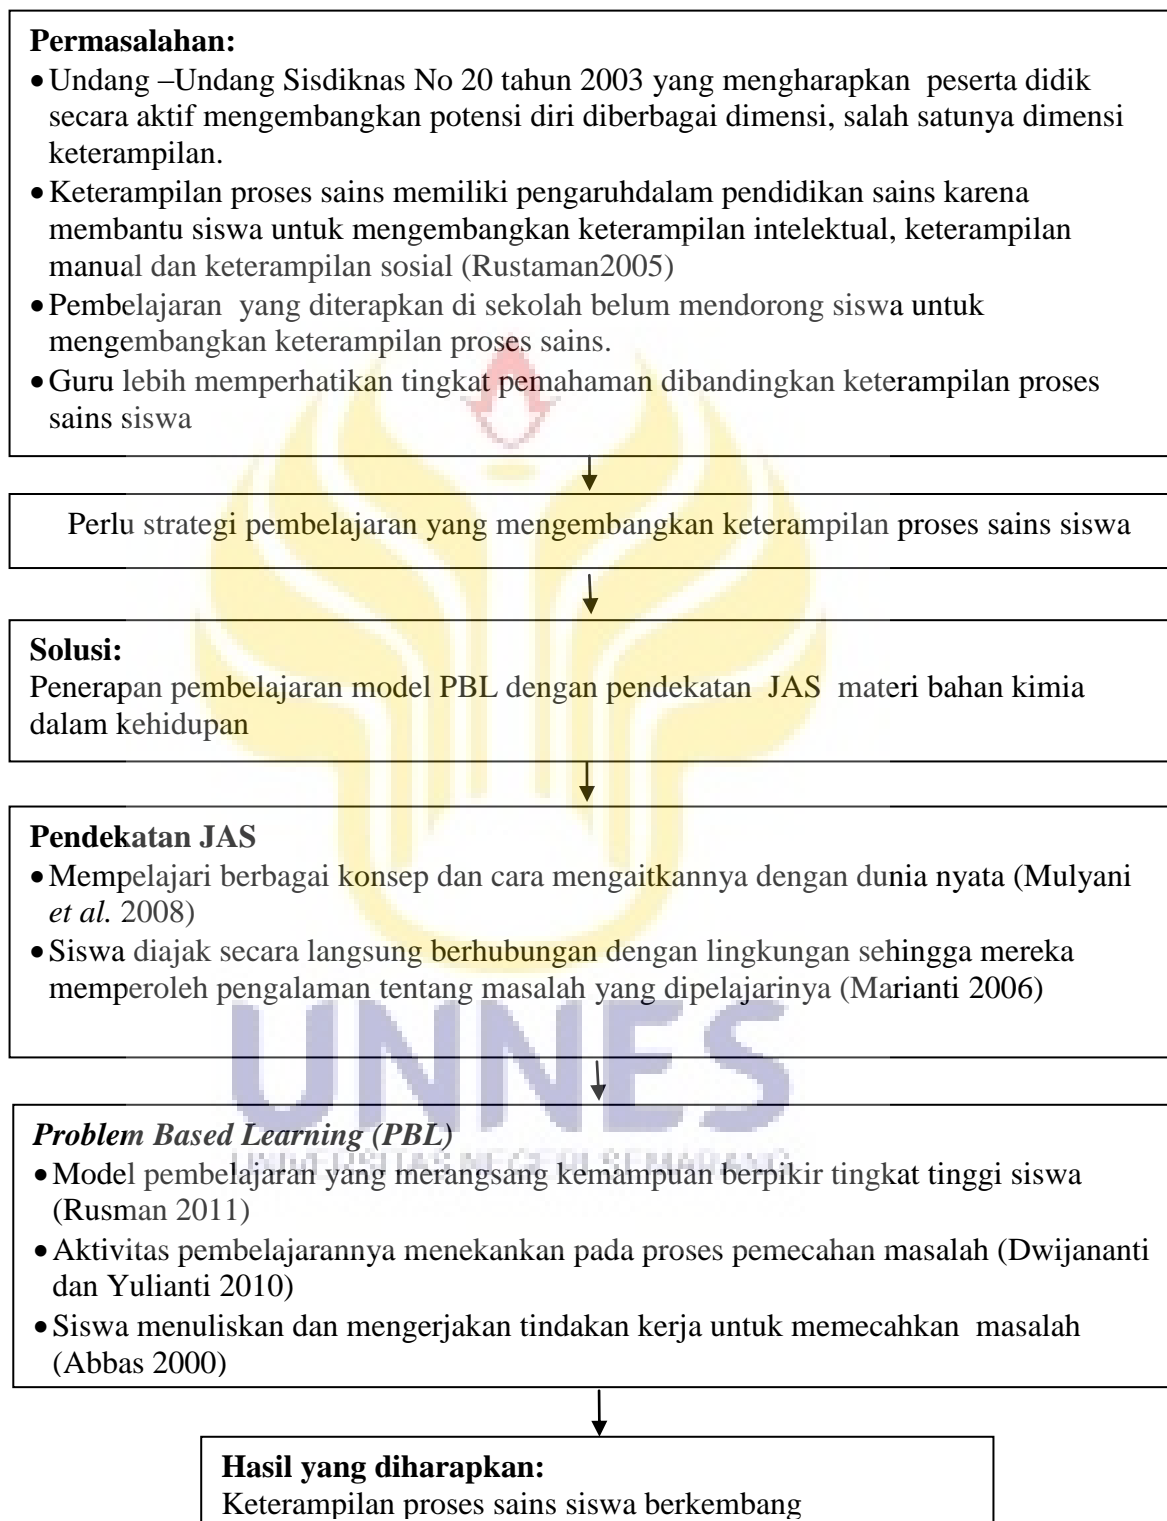 Permasalahan:
• Undang –Undang Sisdiknas No 20 tahun 2003 yang mengharapkan peserta didik
secara aktif mengembangkan potensi diri diberbagai dimensi, salah satunya dimensi
keterampilan.
• Keterampilan proses sains memiliki pengaruhdalam pendidikan sains karena
membantu siswa untuk mengembangkan keterampilan intelektual, keterampilan
manual dan keterampilan sosial (Rustaman2005)
• Pembelajaran yang diterapkan di sekolah belum mendorong siswa untuk
mengembangkan keterampilan proses sains.
• Guru lebih memperhatikan tingkat pemahaman dibandingkan keterampilan proses
sains siswa
Perlu strategi pembelajaran yang mengembangkan keterampilan proses sains siswa
Solusi:
Penerapan pembelajaran model PBL dengan pendekatan JAS materi bahan kimia
dalam kehidupan
Pendekatan JAS
• Mempelajari berbagai konsep dan cara mengaitkannya dengan dunia nyata (Mulyani
et al. 2008)
• Siswa diajak secara langsung berhubungan dengan lingkungan sehingga mereka
memperoleh pengalaman tentang masalah yang dipelajarinya (Marianti 2006)
UNNES
Problem Based Learning (PBL)
UNIVERSITAS NEGERI SEMARANG
• Model pembelajaran yang merangsang kemampuan berpikir tingkat tinggi siswa
(Rusman 2011)
• Aktivitas pembelajarannya menekankan pada proses pemecahan masalah (Dwijananti
dan Yulianti 2010)
• Siswa menuliskan dan mengerjakan tindakan kerja untuk memecahkan masalah
(Abbas 2000)
Hasil yang diharapkan:
Keterampilan proses sains siswa berkembang